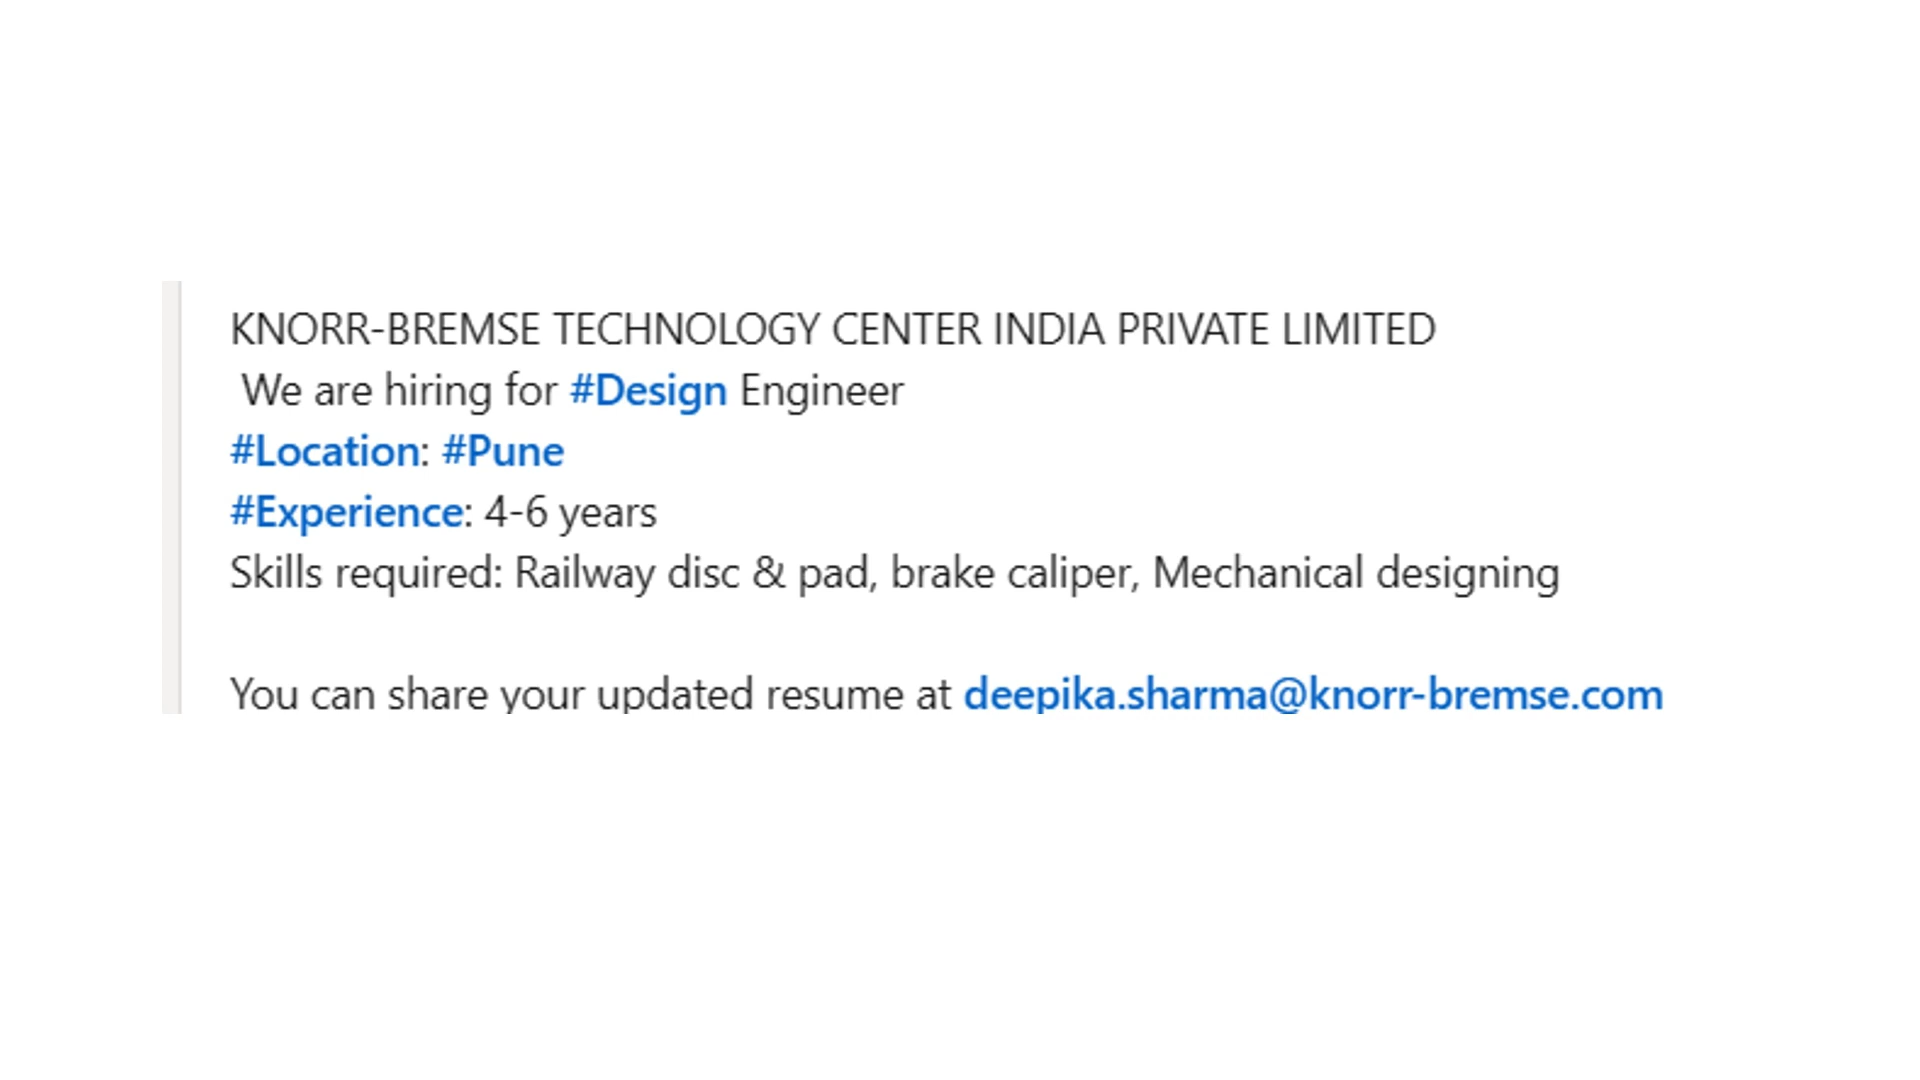 KNORR-BREMSE TECHNOLOGY CENTER INDIA PRIVATE LIMITED
We are hiring for #Design Engineer
#Location: #Pune
#Experience: 4-6 years
Skills required: Railway disc & pad, brake caliper, Mechanical designing
You can share your updated resume at deepika.sharma@knorr-bremse.com